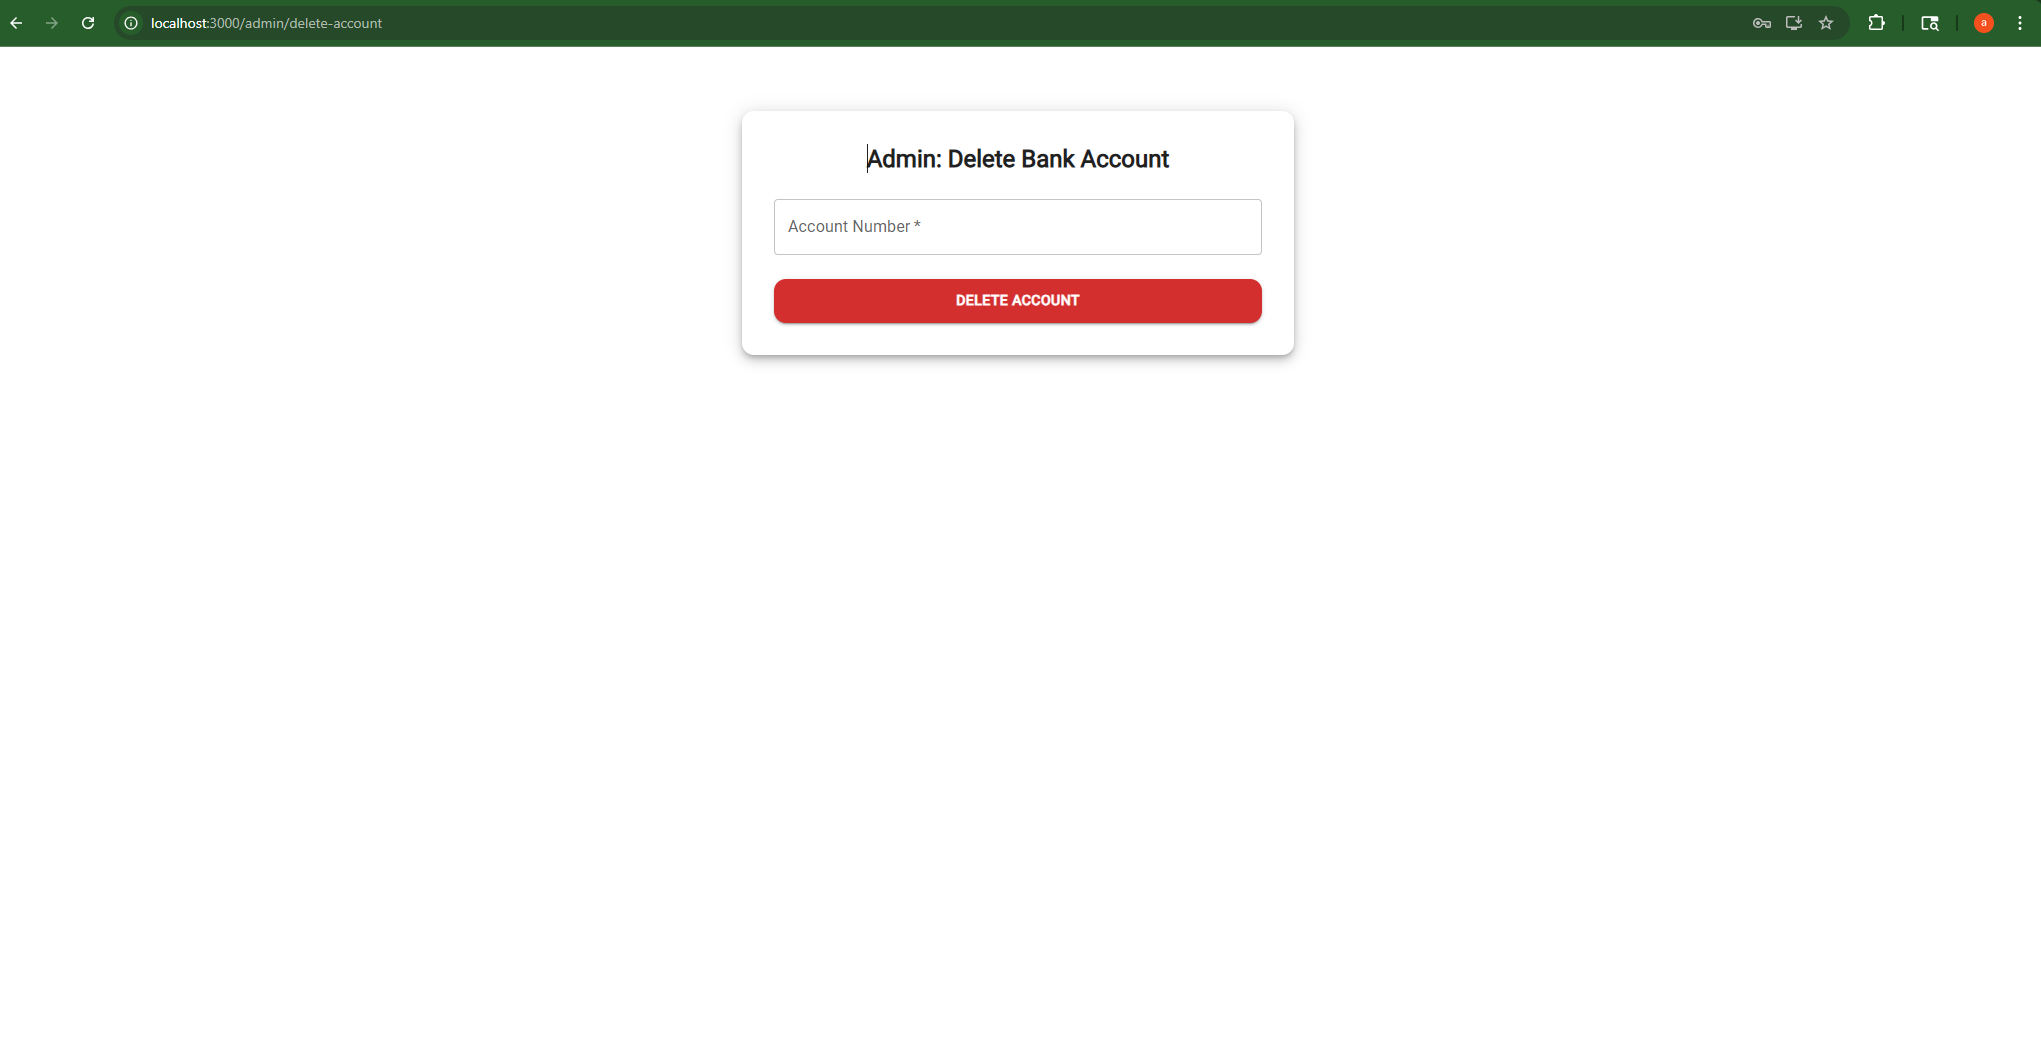 localhost:3000/admin/delete-account
a
Admin: Delete Bank Account
Account Number *
DELETE ACCOUNT